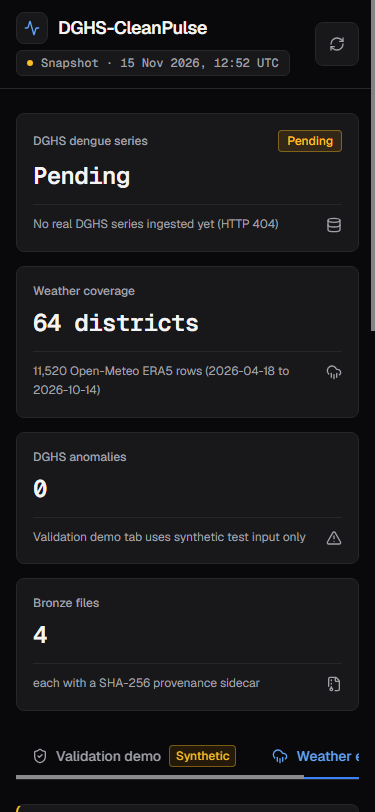 DGHS-CleanPulse
Snapshot · 15 Nov 2026, 12:52 UTC
DGHS dengue series
Pending
Pending
No real DGHS series ingested yet (HTTP 404)
Weather coverage
64 districts
11,520 Open-Meteo ERA5 rows (2026-04-18 to
2026-10-14)
DGHS anomalies
0
Validation demo tab uses synthetic test input only
Bronze files
4
each with a SHA-256 provenance sidecar
Validation demo Synthetic Weather e